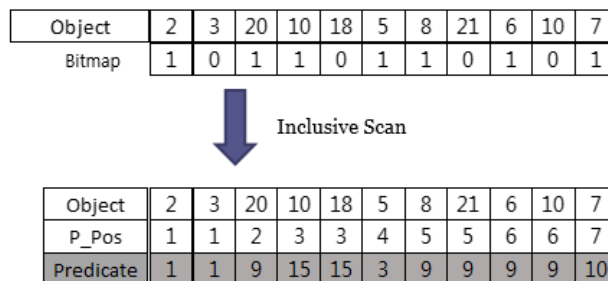 Object 2 3 20 10 18 5 8 21 6 10 7
Bitmap 1 0 1 1 0 1 1 0 1 0 1
Inclusive Scan
Object 2 3 20 10 18 5 8 21 6 10 7
P_Pos 1 1 2 3 3 4 5 5 6 6 7
Predicate 1 1 9 15 15 3 9 9 9 9 10